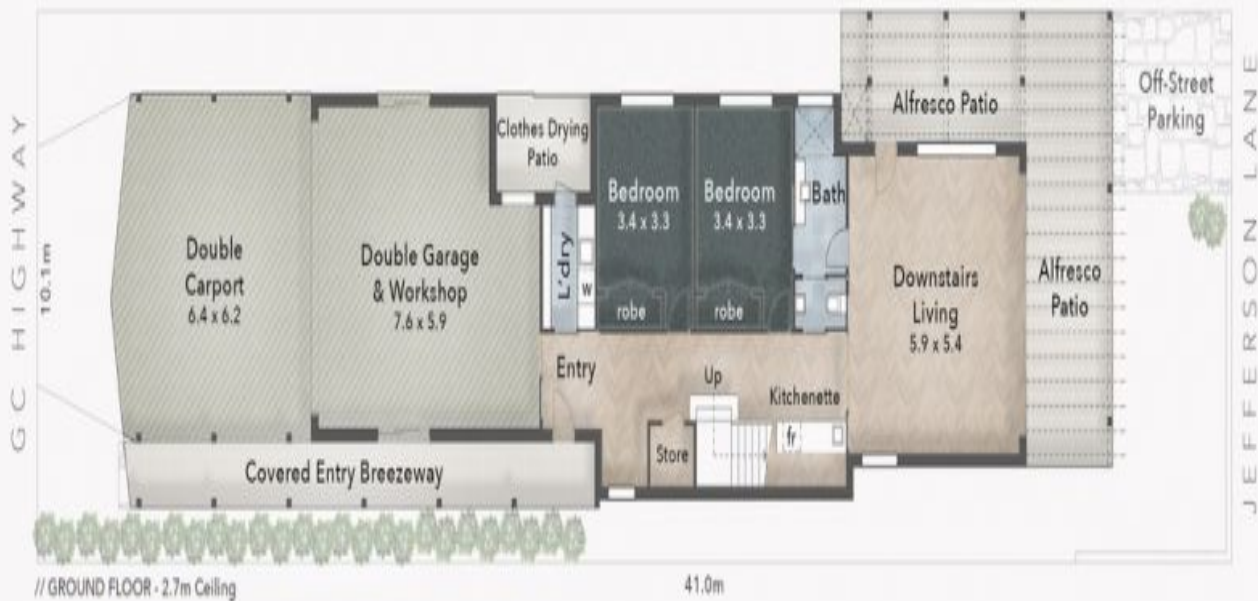 GC HIGHWAY
10.1m
Double
Carport
6.4 x 6.2
Double Garage
& Workshop
7.6 x 5.9
Clothes Drying
Patio
L'dry
w
Bedroom
3.4 x 3.3
robe
Bedroom
3.4 x 3.3
robe
Bath
Alfresco Patio
Off-Street
Parking
JEFFERSON LANE
Downstairs
Living
5.9 x 5.4
Alfresco
Patio
Entry
Up
Kitchenette
fr
Store
Covered Entry Breezeway
// GROUND FLOOR - 2.7m Ceiling
41.0m